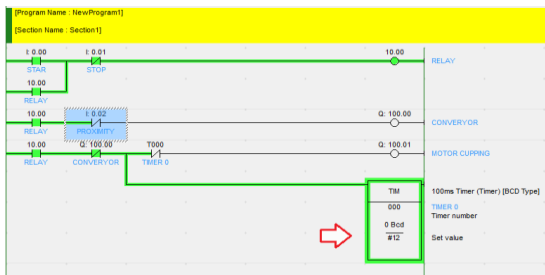 [Program Name : NewProgram1]
[Section Name : Section1]
I: 0.00 I: 0.01 10.00
STAR STOP RELAY
10.00
RELAY
10.00 I: 0.02 Q: 100.00
RELAY PROXIMITY CONVERYOR
10.00 Q: 100.00 T000 Q: 100.01
RELAY CONVERYOR TIMER 0 MOTOR CUPPING
TIM 100ms Timer (Timer) [BCD Type]
000 TIMER 0
Timer number
0 Bcd
#12 Set value